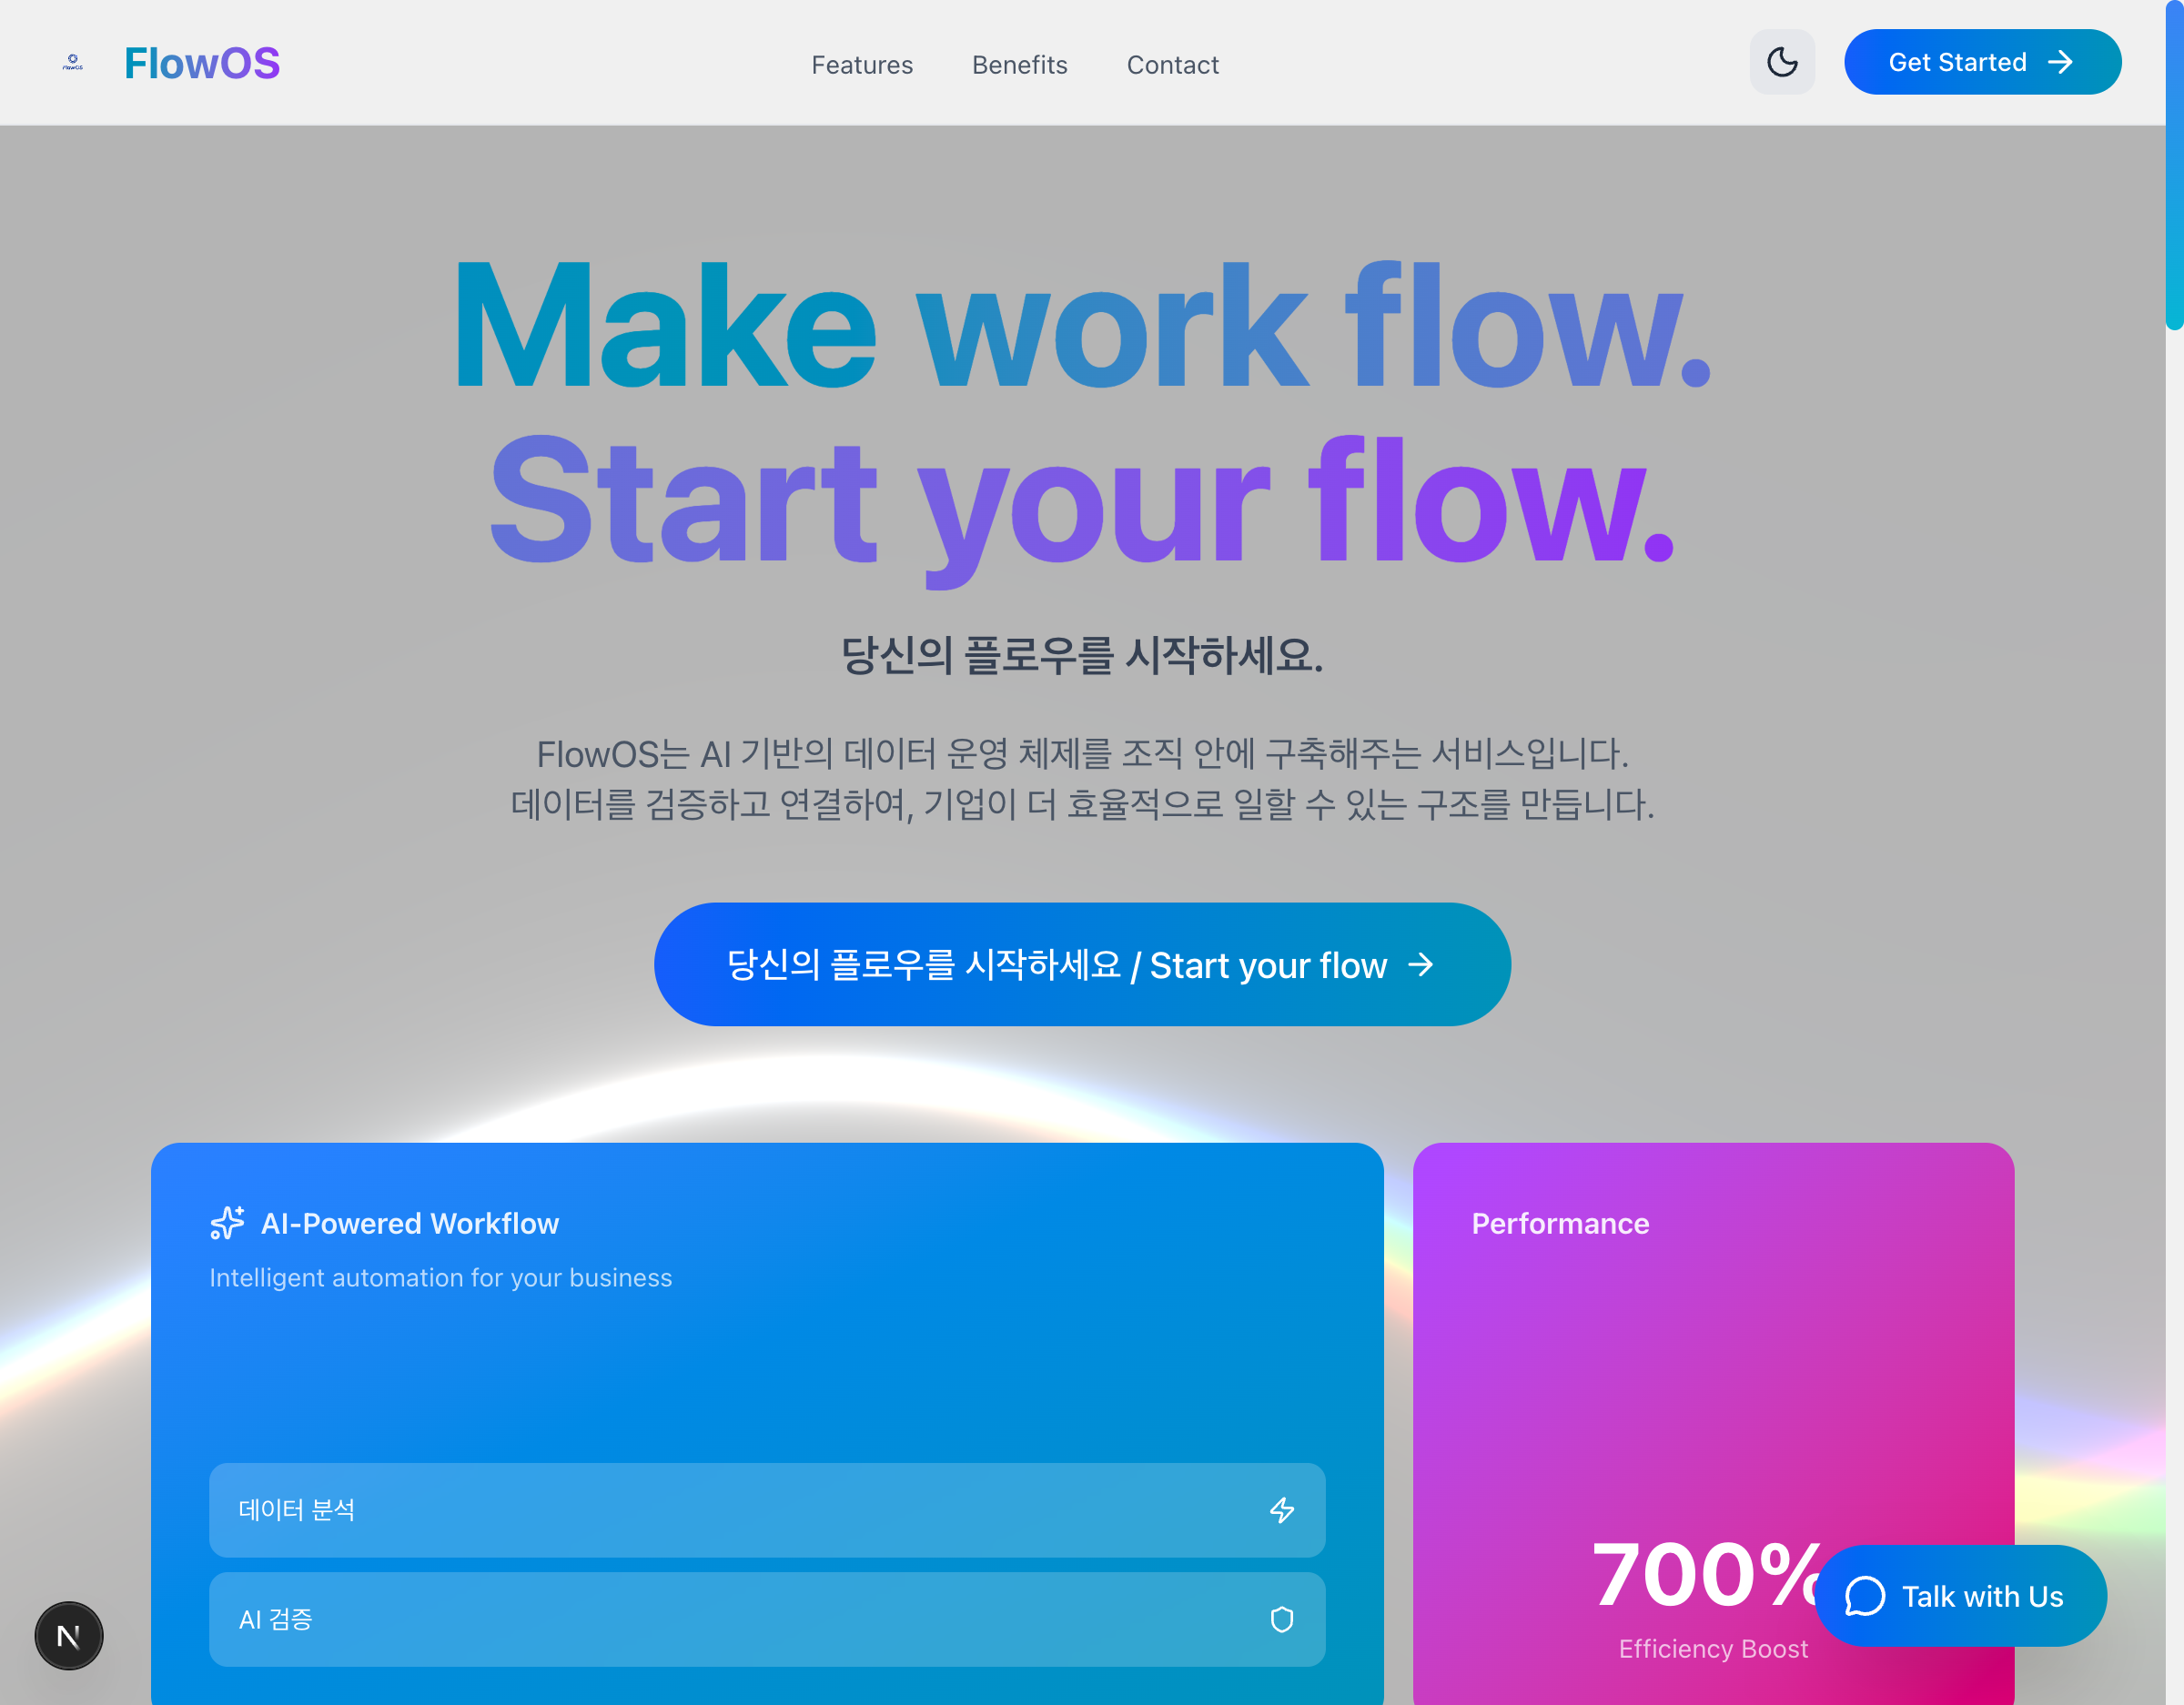 FlowOS
FlowOS
Features
Benefits
Contact
Get Started
Make work flow.
Start your flow.
당신의 플로우를 시작하세요.
FlowOS는 AI 기반의 데이터 운영 체제를 조직 안에 구축해주는 서비스입니다.
데이터를 검증하고 연결하여, 기업이 더 효율적으로 일할 수 있는 구조를 만듭니다.
당신의 플로우를 시작하세요 / Start your flow
AI-Powered Workflow
Intelligent automation for your business
데이터 분석
AI 검증
Performance
700%
Efficiency Boost
Talk with Us
N